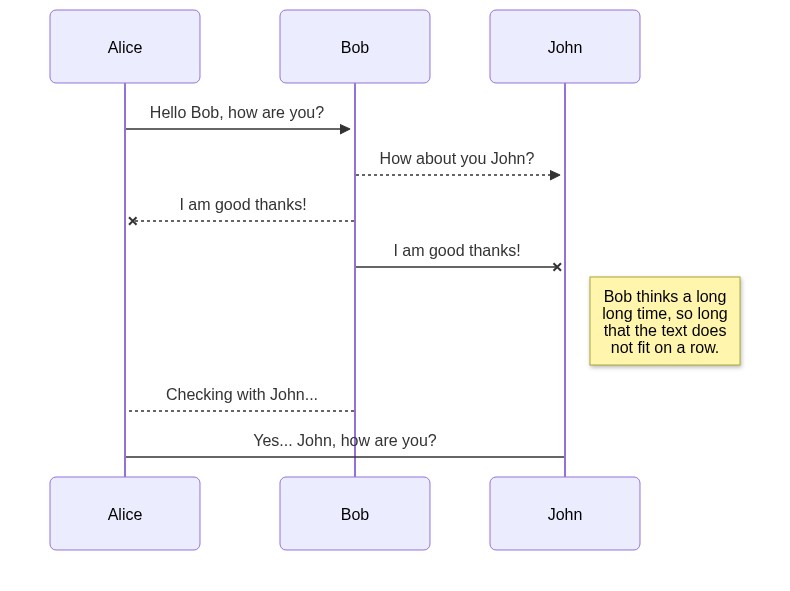 Alice
Bob
John
Hello Bob, how are you?
How about you John?
I am good thanks!
I am good thanks!
Bob thinks a long
long time, so long
that the text does
not fit on a row.
Checking with John...
Yes... John, how are you?
Alice
Bob
John